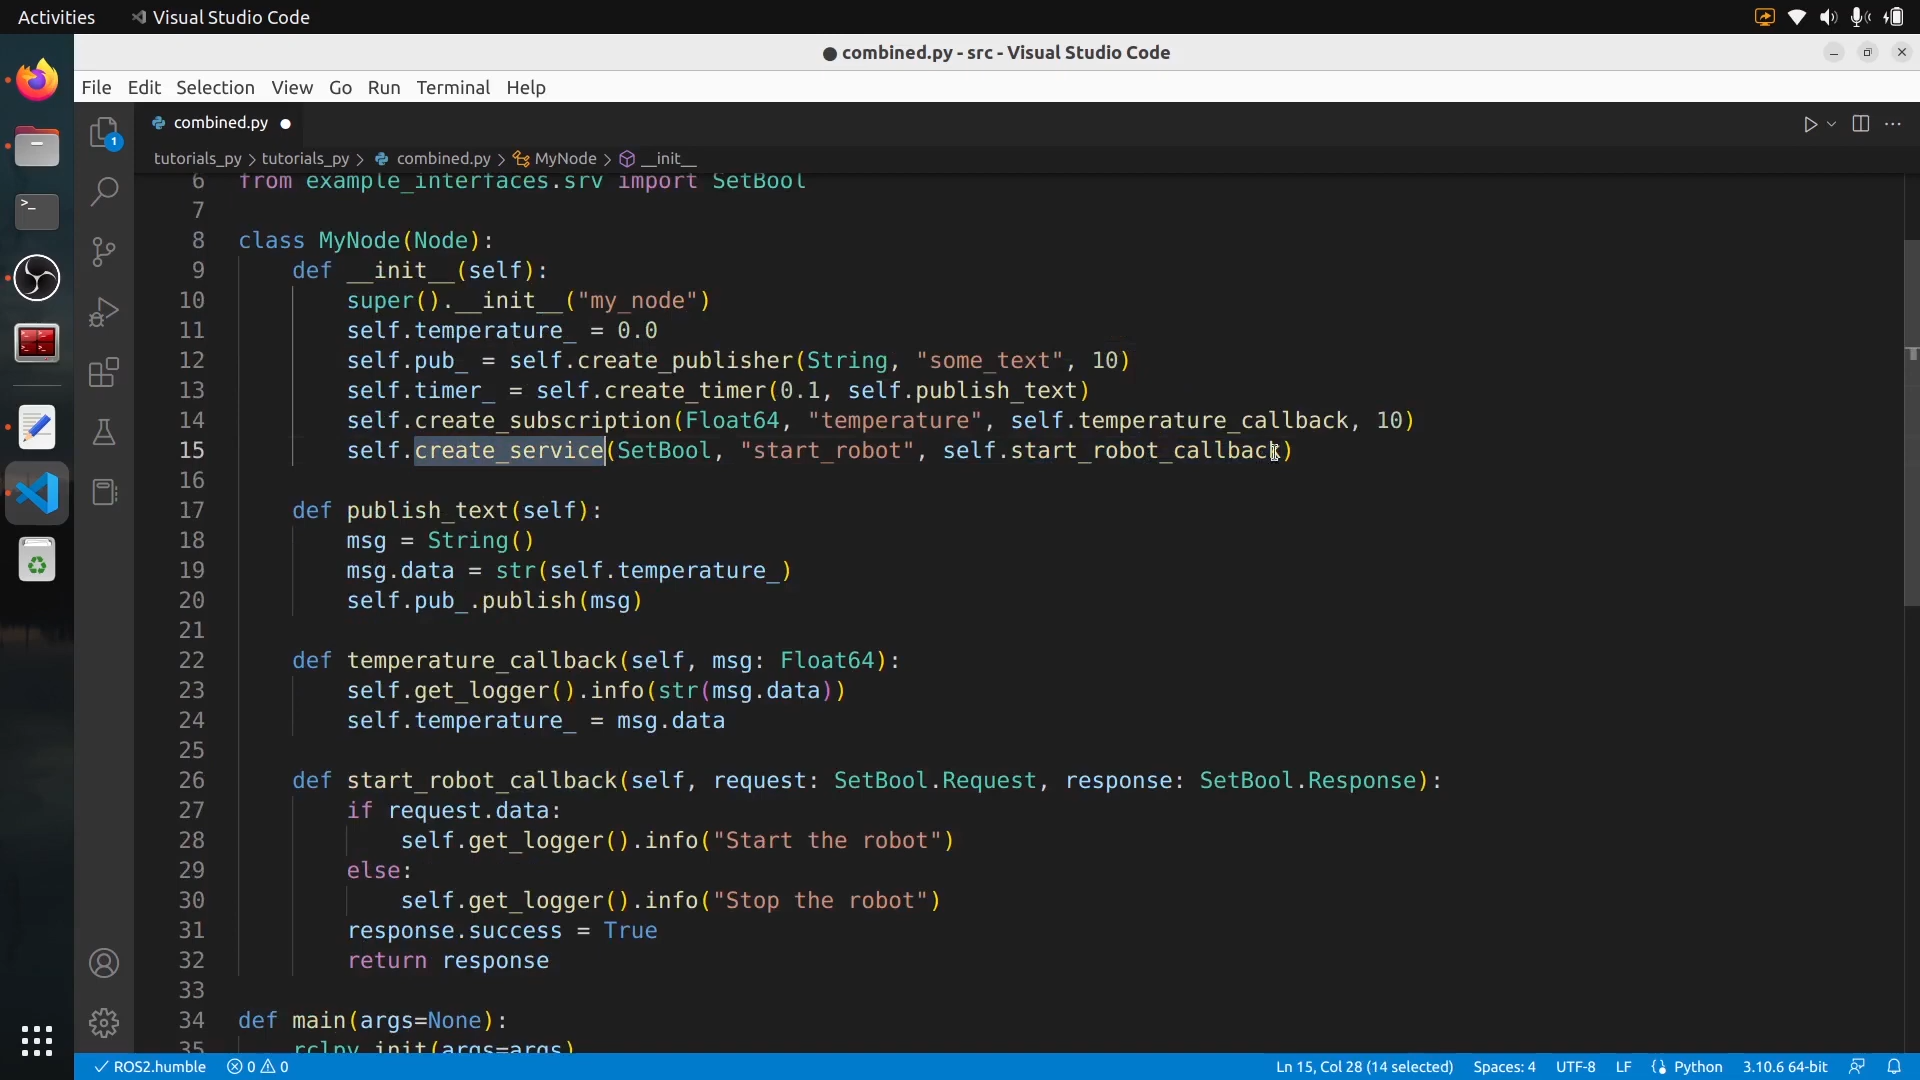 Activities Visual Studio Code
● combined.py - src - Visual Studio Code
File Edit Selection View Go Run Terminal Help
combined.py ●
1
tutorials_py > tutorials_py > combined.py > MyNode > __init__
6 from example_interfaces.srv import SetBool
7
8 class MyNode(Node):
9 def __init__(self):
10 super().__init__("my_node")
11 self.temperature_ = 0.0
12 self.pub_ = self.create_publisher(String, "some_text", 10)
13 self.timer_ = self.create_timer(0.1, self.publish_text)
14 self.create_subscription(Float64, "temperature", self.temperature_callback, 10)
15 self.create_service(SetBool, "start_robot", self.start_robot_callback)
16
17 def publish_text(self):
18 msg = String()
19 msg.data = str(self.temperature_)
20 self.pub_.publish(msg)
21
22 def temperature_callback(self, msg: Float64):
23 self.get_logger().info(str(msg.data))
24 self.temperature_ = msg.data
25
26 def start_robot_callback(self, request: SetBool.Request, response: SetBool.Response):
27 if request.data:
28 self.get_logger().info("Start the robot")
29 else:
30 self.get_logger().info("Stop the robot")
31 response.success = True
32 return response
33
34 def main(args=None):
35 rclpy.init(args=args)
ROS2.humble 0 0 Ln 15, Col 28 (14 selected) Spaces: 4 UTF-8 LF Python 3.10.6 64-bit